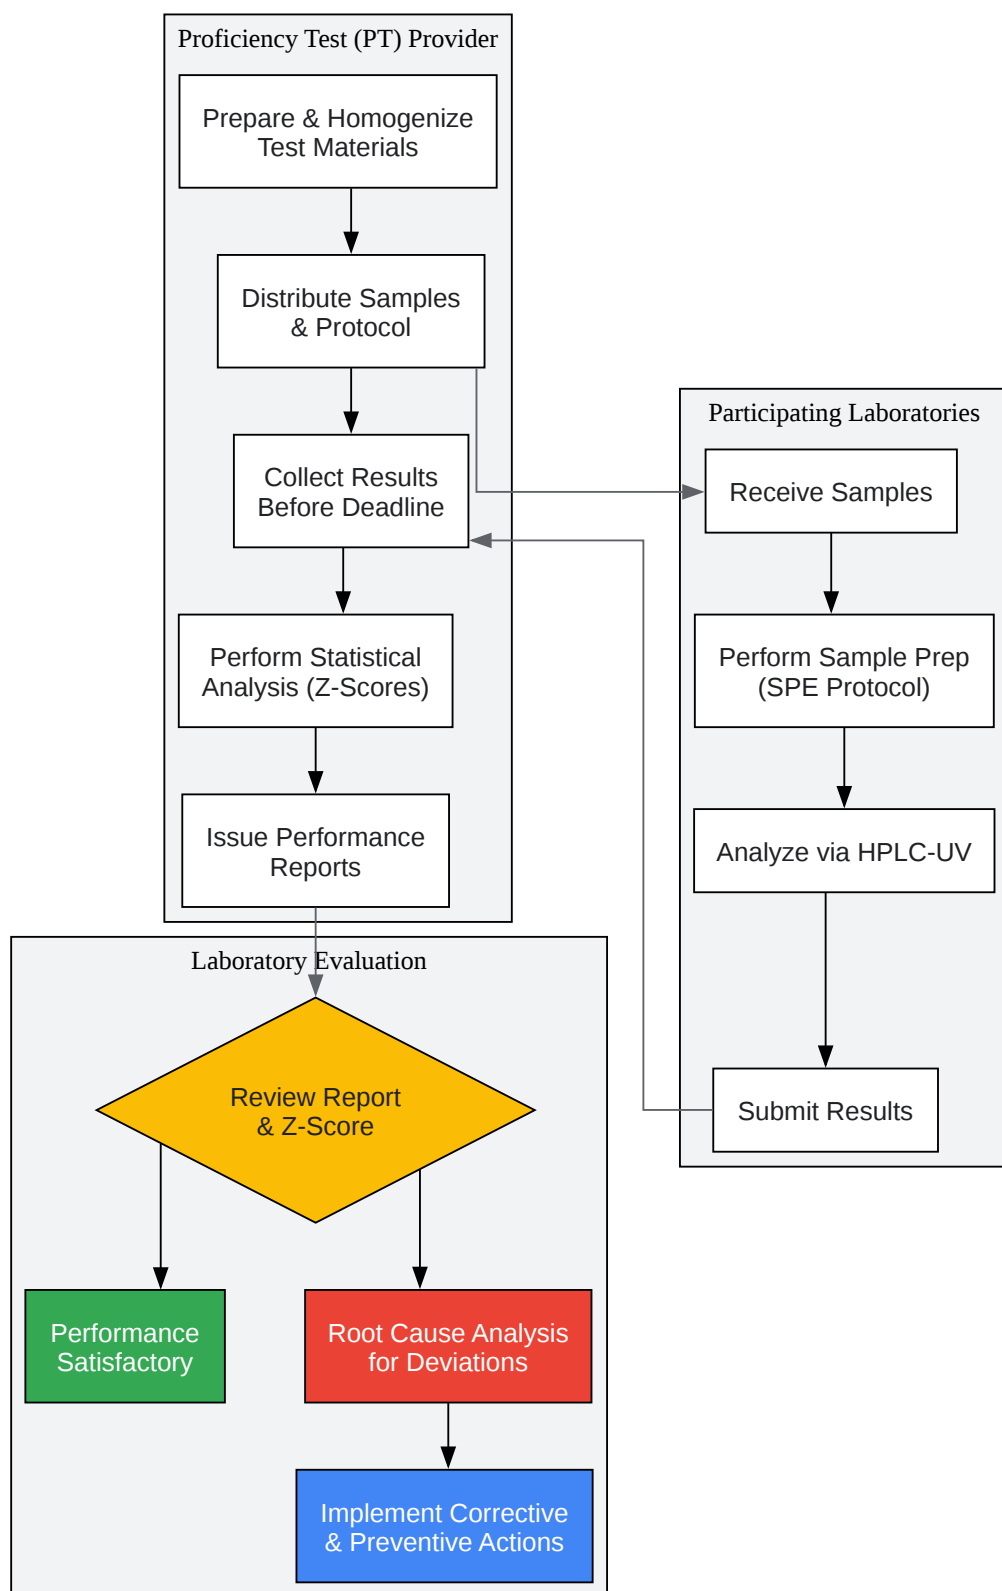 Proficiency Test (PT) Provider
Prepare & Homogenize
Test Materials
Distribute Samples
& Protocol
Collect Results
Before Deadline
Perform Statistical
Analysis (Z-Scores)
Issue Performance
Reports
Participating Laboratories
Receive Samples
Perform Sample Prep
(SPE Protocol)
Analyze via HPLC-UV
Submit Results
Laboratory Evaluation
Review Report
& Z-Score
Performance
Satisfactory
Root Cause Analysis
for Deviations
Implement Corrective
& Preventive Actions